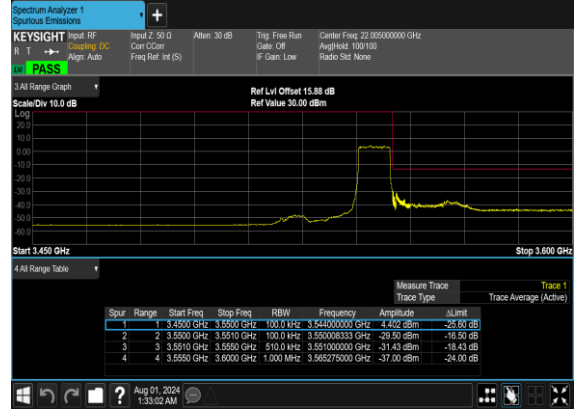 Spectrum Analyzer 1
Spurious Emissions
KEYSIGHT Input: RF Input Z: 50 Ω Atten: 30 dB Trig: Free Run Center Freq: 22.005000000 GHz
R T Coupling: DC Corr CCorr Gate: Off Avg|Hold: 100/100
Align: Auto Freq Ref: Int (S) IF Gain: Low Radio Std: None
PASS
3 All Range Graph
Ref Lvl Offset 15.88 dB
Scale/Div 10.0 dB Ref Value 30.00 dBm
Log
20.0
10.0
0.00
-10.0
-20.0
-30.0
-40.0
-50.0
-60.0
Start 3.450 GHz Stop 3.600 GHz
4 All Range Table
Measure Trace Trace 1
Trace Type Trace Average (Active)
Spur Range Start Freq Stop Freq RBW Frequency Amplitude ΔLimit
1 1 3.4500 GHz 3.5500 GHz 100.0 kHz 3.544000000 GHz 4.402 dBm -25.60 dB
2 2 3.5500 GHz 3.5510 GHz 100.0 kHz 3.550008333 GHz -29.50 dBm -16.50 dB
3 3 3.5510 GHz 3.5550 GHz 510.0 kHz 3.551000000 GHz -31.43 dBm -18.43 dB
4 4 3.5550 GHz 3.6000 GHz 1.000 MHz 3.565275000 GHz -37.00 dBm -24.00 dB
? Aug 01, 2024
1:33:02 AM